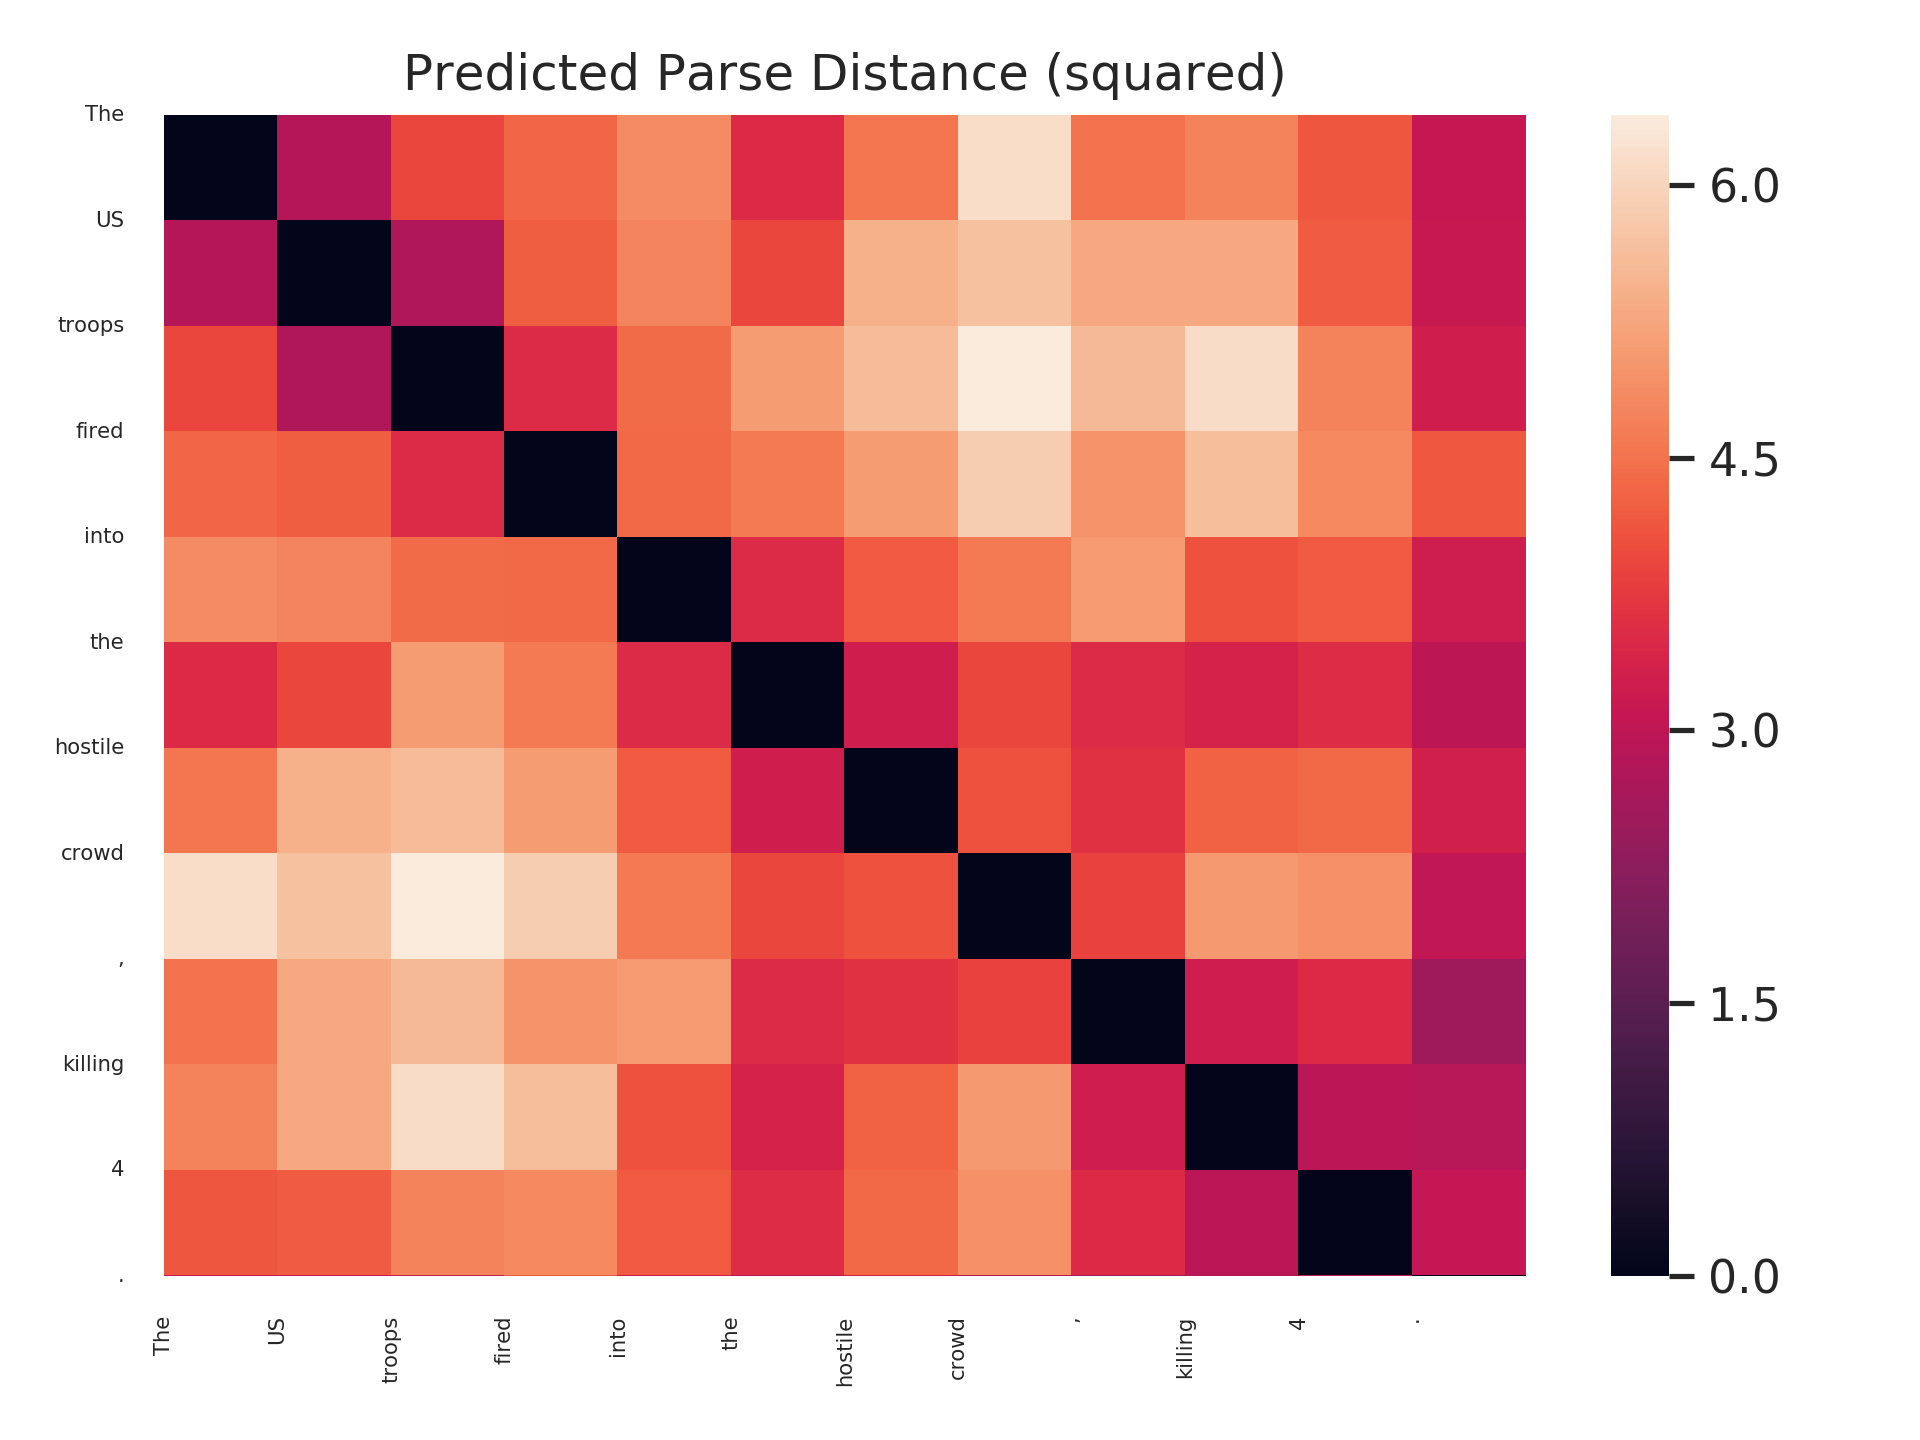 Predicted Parse Distance (squared)
The
US
troops
fired
into
the
hostile
crowd
,
killing
4
.
The
US
troops
fired
into
the
hostile
crowd
,
killing
4
.
6.0
4.5
3.0
1.5
0.0